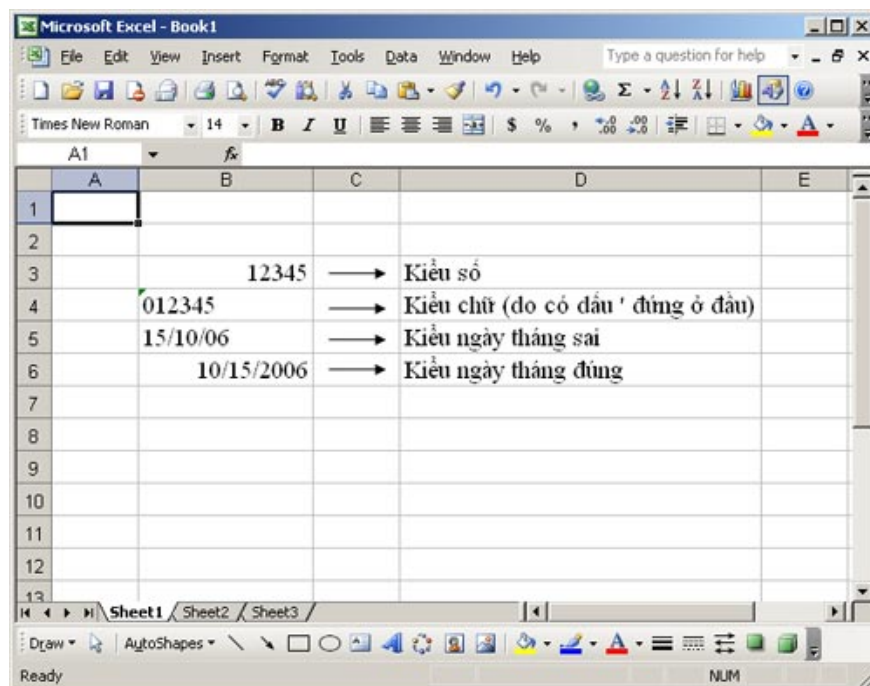 Microsoft Excel - Book1
File Edit View Insert Format Tools Data Window Help Type a question for help
Times New Roman 14 B I U $ % ,
A1 fx
A B C D E
1
2
3 12345 Kiểu số
4 012345 Kiểu chữ (do có dấu ' đứng ở đầu)
5 15/10/06 Kiểu ngày tháng sai
6 10/15/2006 Kiểu ngày tháng đúng
7
8
9
10
11
12
13
Sheet1 Sheet2 Sheet3
Draw AutoShapes
Ready NUM